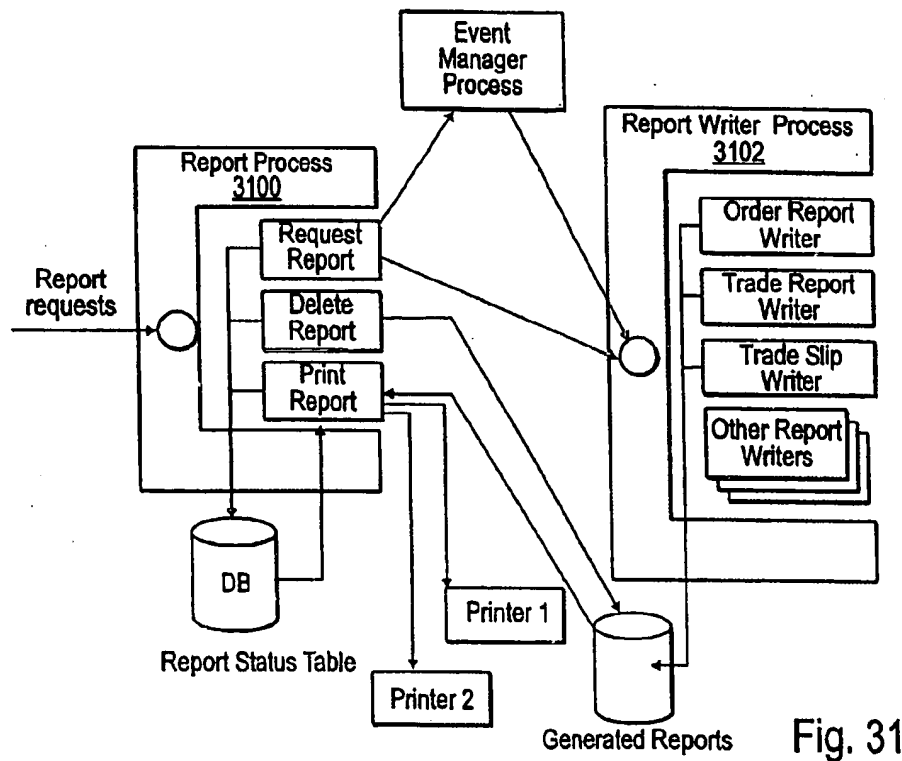 Event
Manager
Process
Report Process
3100
Report Writer Process
3102
Report
requests
Request
Report
Delete
Report
Print
Report
Order Report
Writer
Trade Report
Writer
Trade Slip
Writer
Other Report
Writers
DB
Report Status Table
Printer 1
Printer 2
Generated Reports
Fig. 31